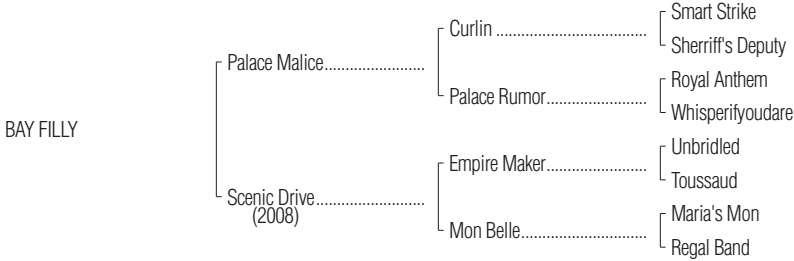 Smart Strike
Curlin ..................................
Sherriff's Deputy
Palace Malice.......................
Royal Anthem
Palace Rumor.......................
Whisperifyoudare
BAY FILLY
Unbridled
Empire Maker.......................
Toussaud
Scenic Drive.........................
(2008)
Maria's Mon
Mon Belle.............................
Regal Band